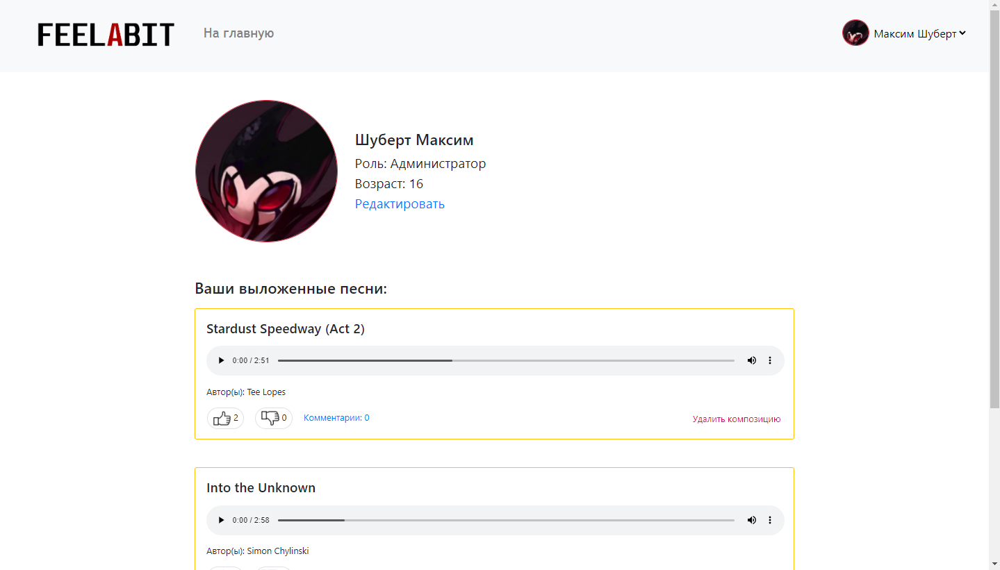 FEELABIT
На главную
Максим Шуберт
Шуберт Максим
Роль: Администратор
Возраст: 16
Редактировать
Ваши выложенные песни:
Stardust Speedway (Act 2)
0:00 / 2:51
Автор(ы): Tee Lopes
2
0
Комментарии: 0
Удалить композицию
Into the Unknown
0:00 / 2:58
Автор(ы): Simon Chylinski